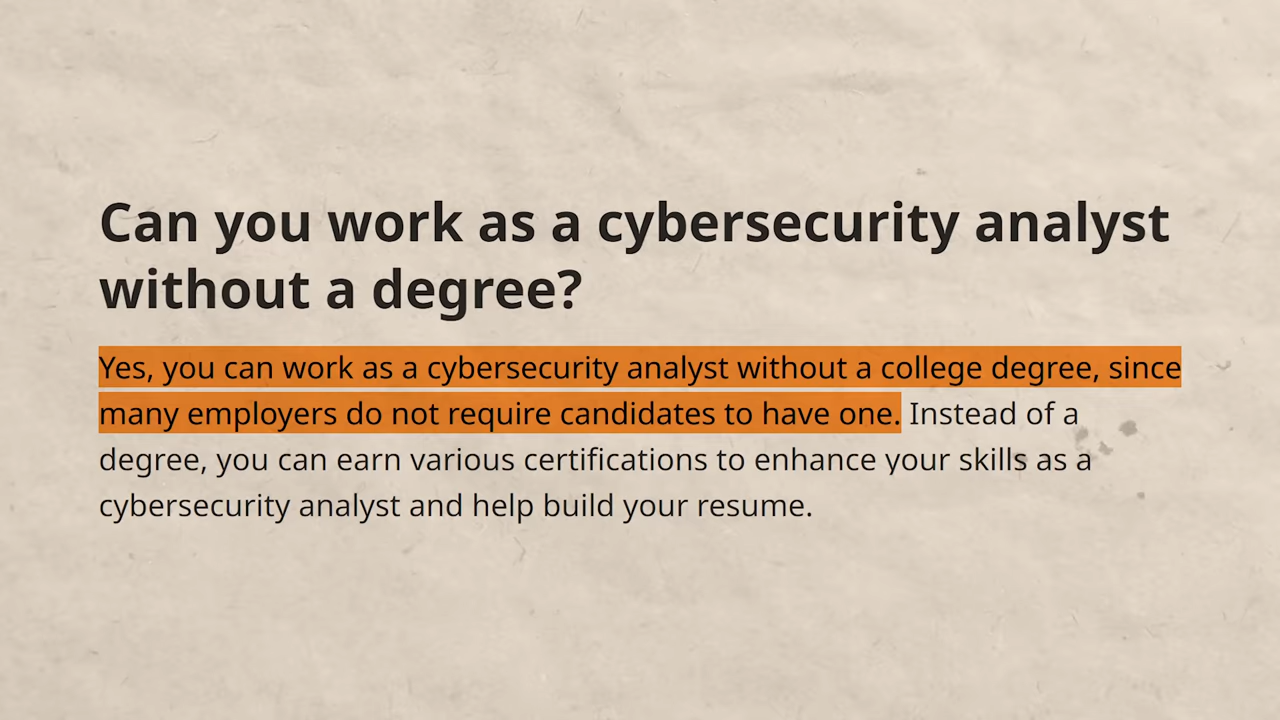 Can you work as a cybersecurity analyst
without a degree?
Yes, you can work as a cybersecurity analyst without a college degree, since
many employers do not require candidates to have one. Instead of a
degree, you can earn various certifications to enhance your skills as a
cybersecurity analyst and help build your resume.